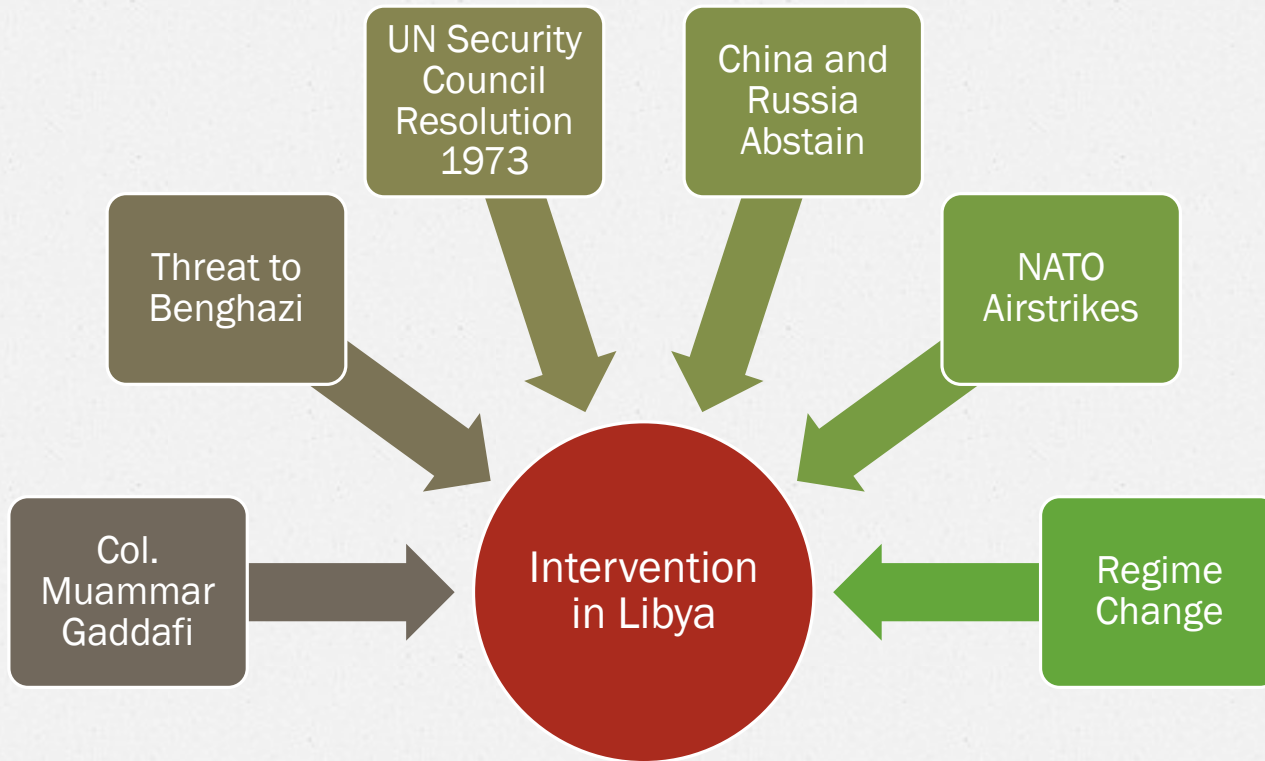 UN Security
Council
Resolution
1973
China and
Russia
Abstain
Threat to
Benghazi
NATO
Airstrikes
Col.
Muammar
Gaddafi
Intervention
in Libya
Regime
Change